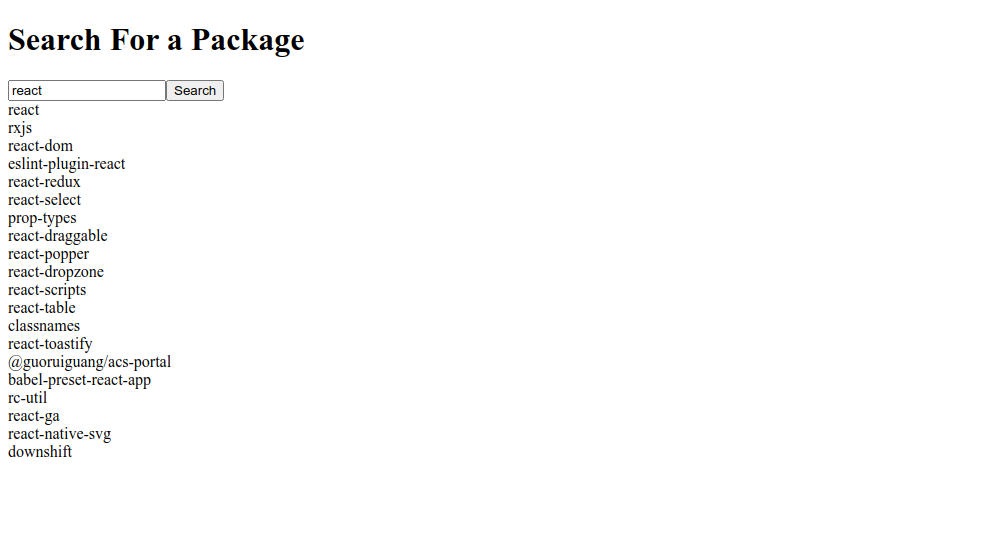 Search For a Package
react Search
react
rxjs
react-dom
eslint-plugin-react
react-redux
react-select
prop-types
react-draggable
react-popper
react-dropzone
react-scripts
react-table
classnames
react-toastify
@guoruiguang/acs-portal
babel-preset-react-app
rc-util
react-ga
react-native-svg
downshift